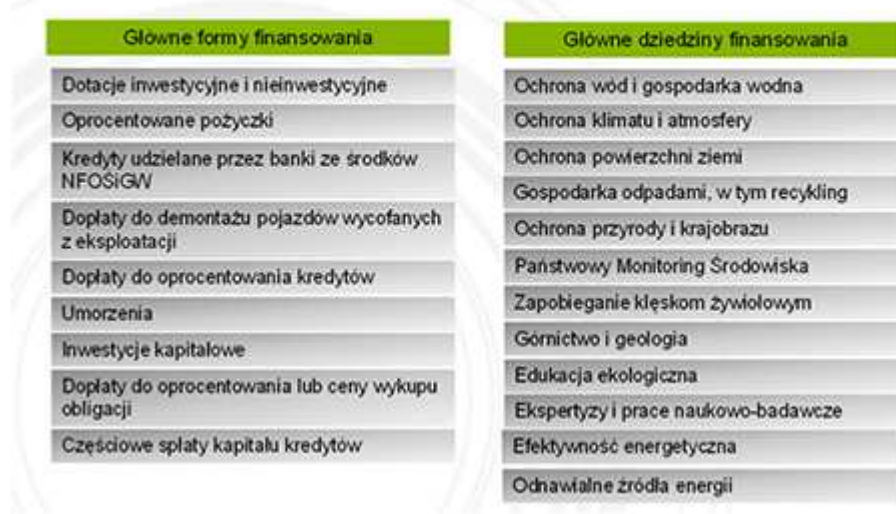 Główne formy finansowania
Dotacje inwestycyjne i nieinwestycyjne
Oprocentowane pożyczki
Kredyty udzielane przez banki ze środków
NFOŚiGW
Dopłaty do demontażu pojazdów wycofanych
z eksploatacji
Dopłaty do oprocentowania kredytów
Umorzenia
Inwestycje kapitałowe
Dopłaty do oprocentowania lub ceny wykupu
obligacji
Częściowe spłaty kapitału kredytów
Główne dziedziny finansowania
Ochrona wód i gospodarka wodna
Ochrona klimatu i atmosfery
Ochrona powierzchni ziemi
Gospodarka odpadami, w tym recykling
Ochrona przyrody i krajobrazu
Państwowy Monitoring Środowiska
Zapobieganie klęskom żywiołowym
Górnictwo i geologia
Edukacja ekologiczna
Ekspertyzy i prace naukowo-badawcze
Efektywność energetyczna
Odnawialne źródła energii